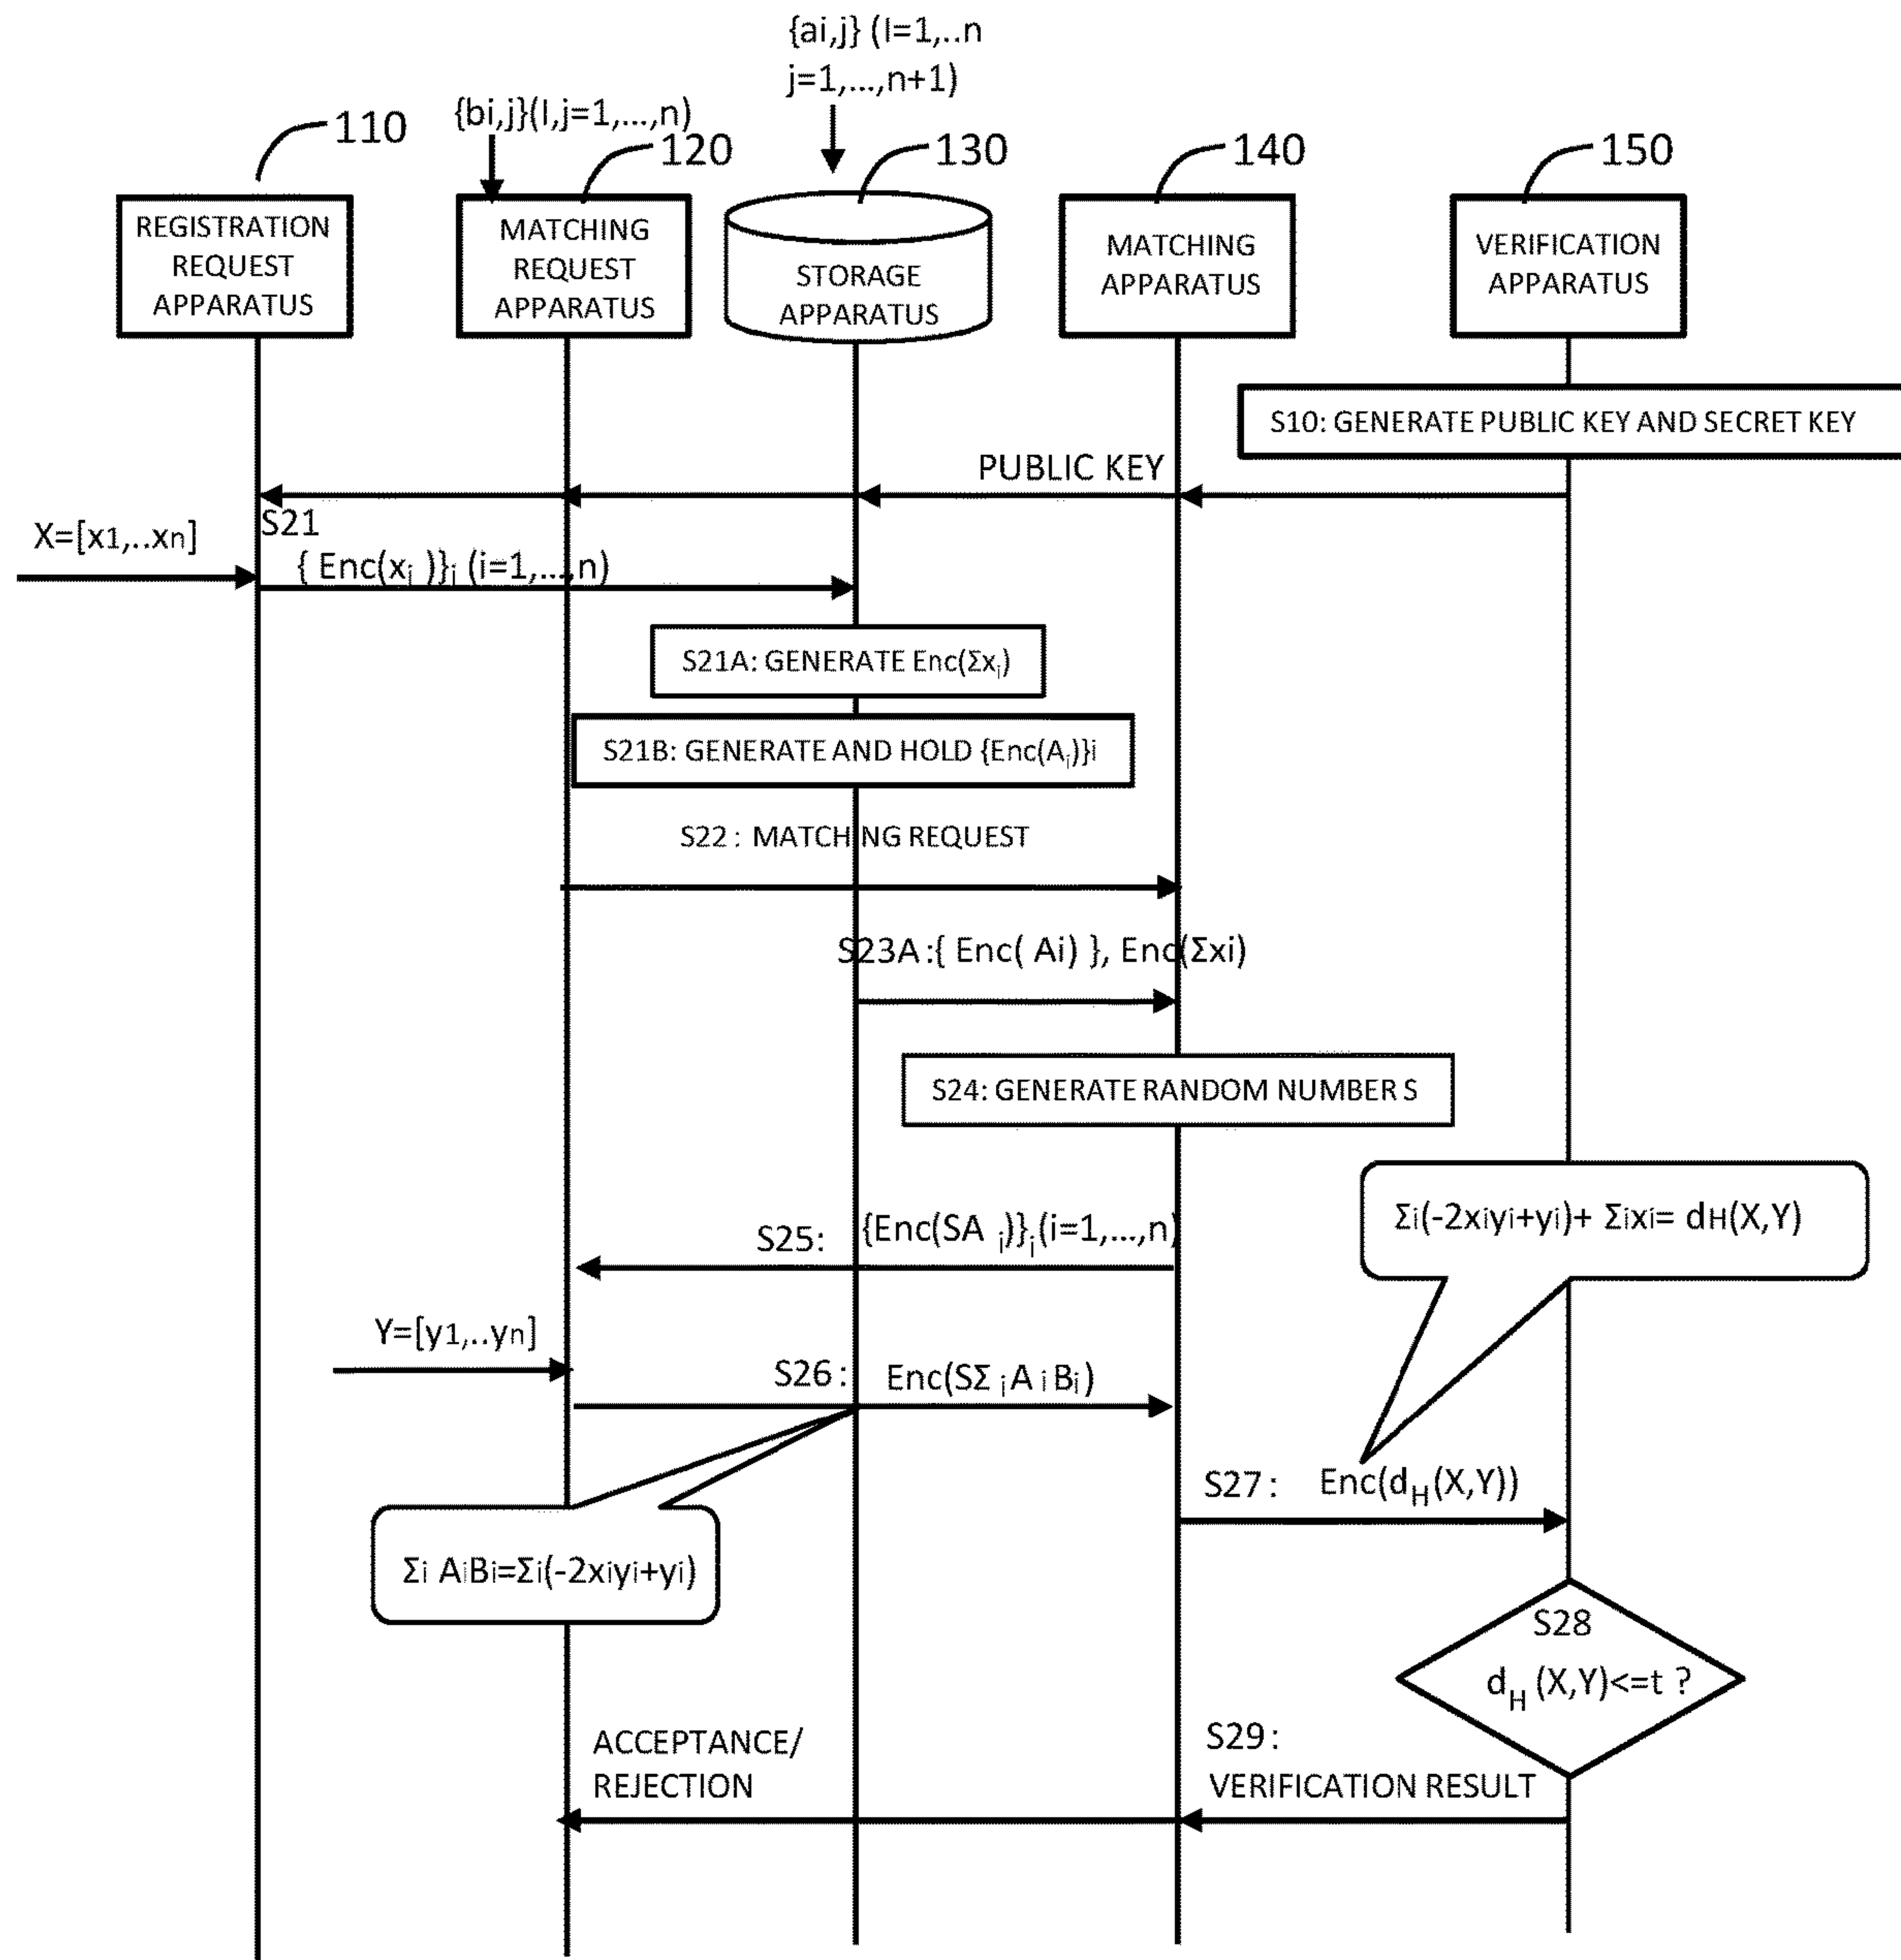 {ai,j} (I=1,..n
j=1,...,n+1)
{bi,j}(I,j=1,...,n)
110
120
130
140
150
REGISTRATION
REQUEST
APPARATUS
MATCHING
REQUEST
APPARATUS
STORAGE
APPARATUS
MATCHING
APPARATUS
VERIFICATION
APPARATUS
S10: GENERATE PUBLIC KEY AND SECRET KEY
PUBLIC KEY
S21
X=[x1,..xn]
{ Enc(xi )}i (i=1,...,n)
S21A: GENERATE Enc(Σxi)
S21B: GENERATE AND HOLD {Enc(Ai)}i
S22 : MATCHING REQUEST
S23A :{ Enc( Ai) }, Enc(Σxi)
S24: GENERATE RANDOM NUMBER S
Σi(-2xiyi+yi)+ Σixi= dH(X,Y)
S25: {Enc(SA i)}i(i=1,...,n)
Y=[y1,..yn]
S26 : Enc(SΣ i A i Bi)
S27 : Enc(dH(X,Y))
Σi AiBi=Σi(-2xiyi+yi)
S28
dH (X,Y)<=t ?
ACCEPTANCE/
REJECTION
S29 :
VERIFICATION RESULT